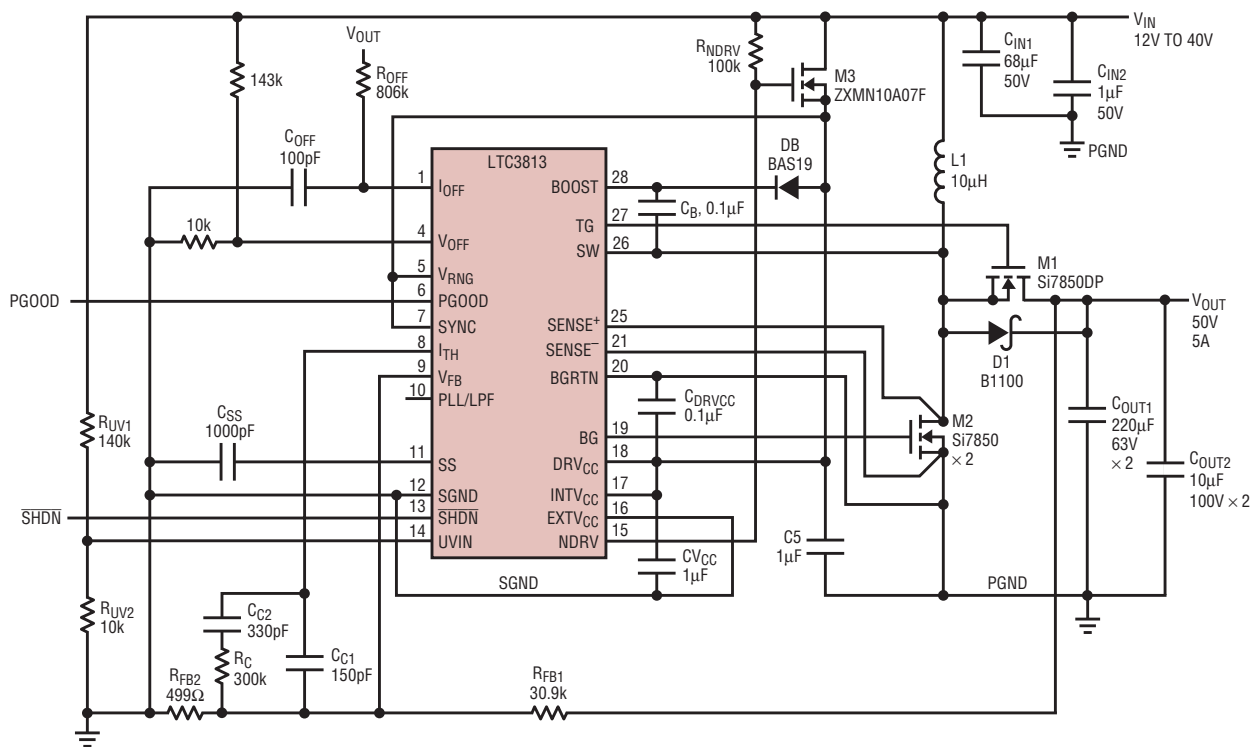 VIN
12V TO 40V
VOUT
143k
ROFF
806k
RNDRV
100k
M3
ZXMN10A07F
CIN1
68µF
50V
CIN2
1µF
50V
PGND
COFF
100pF
LTC3813
DB
BAS19
L1
10µH
1
IOFF
BOOST
28
CB, 0.1µF
27
TG
10k
4
VOFF
SW
26
5
VRNG
M1
Si7850DP
PGOOD
6
PGOOD
VOUT
50V
5A
7
SYNC
SENSE+
25
8
ITH
SENSE−
21
D1
B1100
9
VFB
BGRTN
20
10
PLL/LPF
CDRVCC
0.1µF
RUV1
140k
CSS
1000pF
BG
19
M2
Si7850
× 2
COUT1
220µF
63V
× 2
COUT2
10µF
100V × 2
11
SS
DRVCC
18
12
SGND
INTVCC
17
SHDN
13
SHDN
EXTVCC
16
14
UVIN
NDRV
15
C5
1µF
CVCC
1µF
SGND
PGND
RUV2
10k
CC2
330pF
RC
300k
CC1
150pF
RFB2
499Ω
RFB1
30.9k